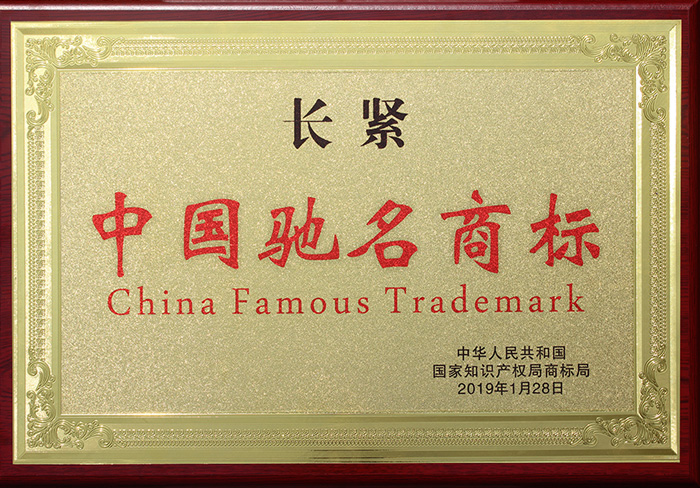 长紧
中国驰名商标
China Famous Trademark
中华人民共和国
国家知识产权局商标局
2019年1月28日